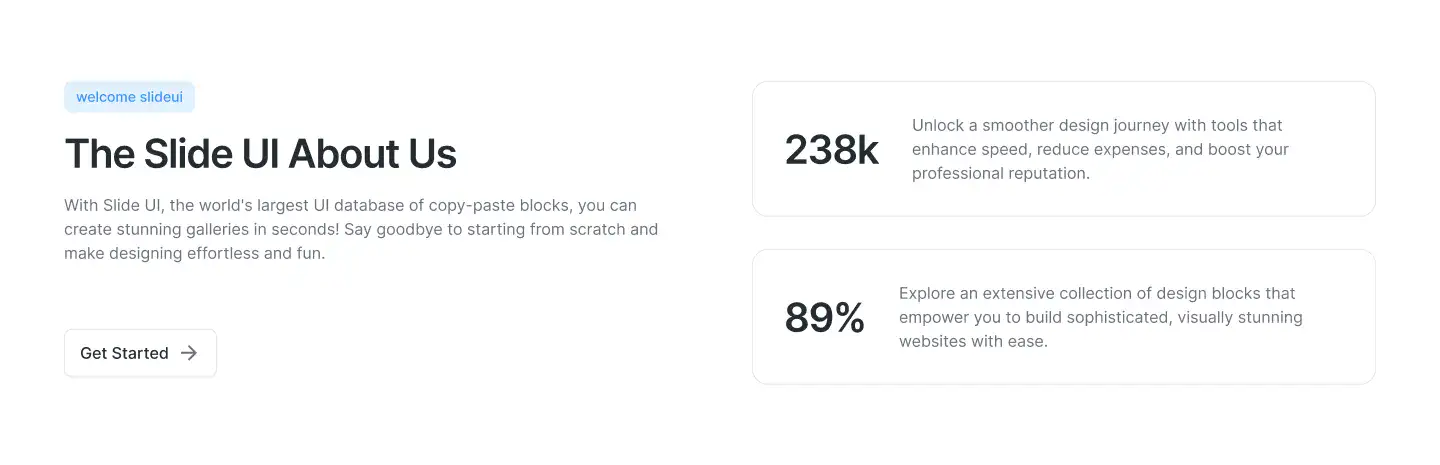 welcome slideui
The Slide UI About Us
With Slide UI, the world's largest UI database of copy-paste blocks, you can
create stunning galleries in seconds! Say goodbye to starting from scratch and
make designing effortless and fun.
Get Started
238k
Unlock a smoother design journey with tools that
enhance speed, reduce expenses, and boost your
professional reputation.
89%
Explore an extensive collection of design blocks that
empower you to build sophisticated, visually stunning
websites with ease.